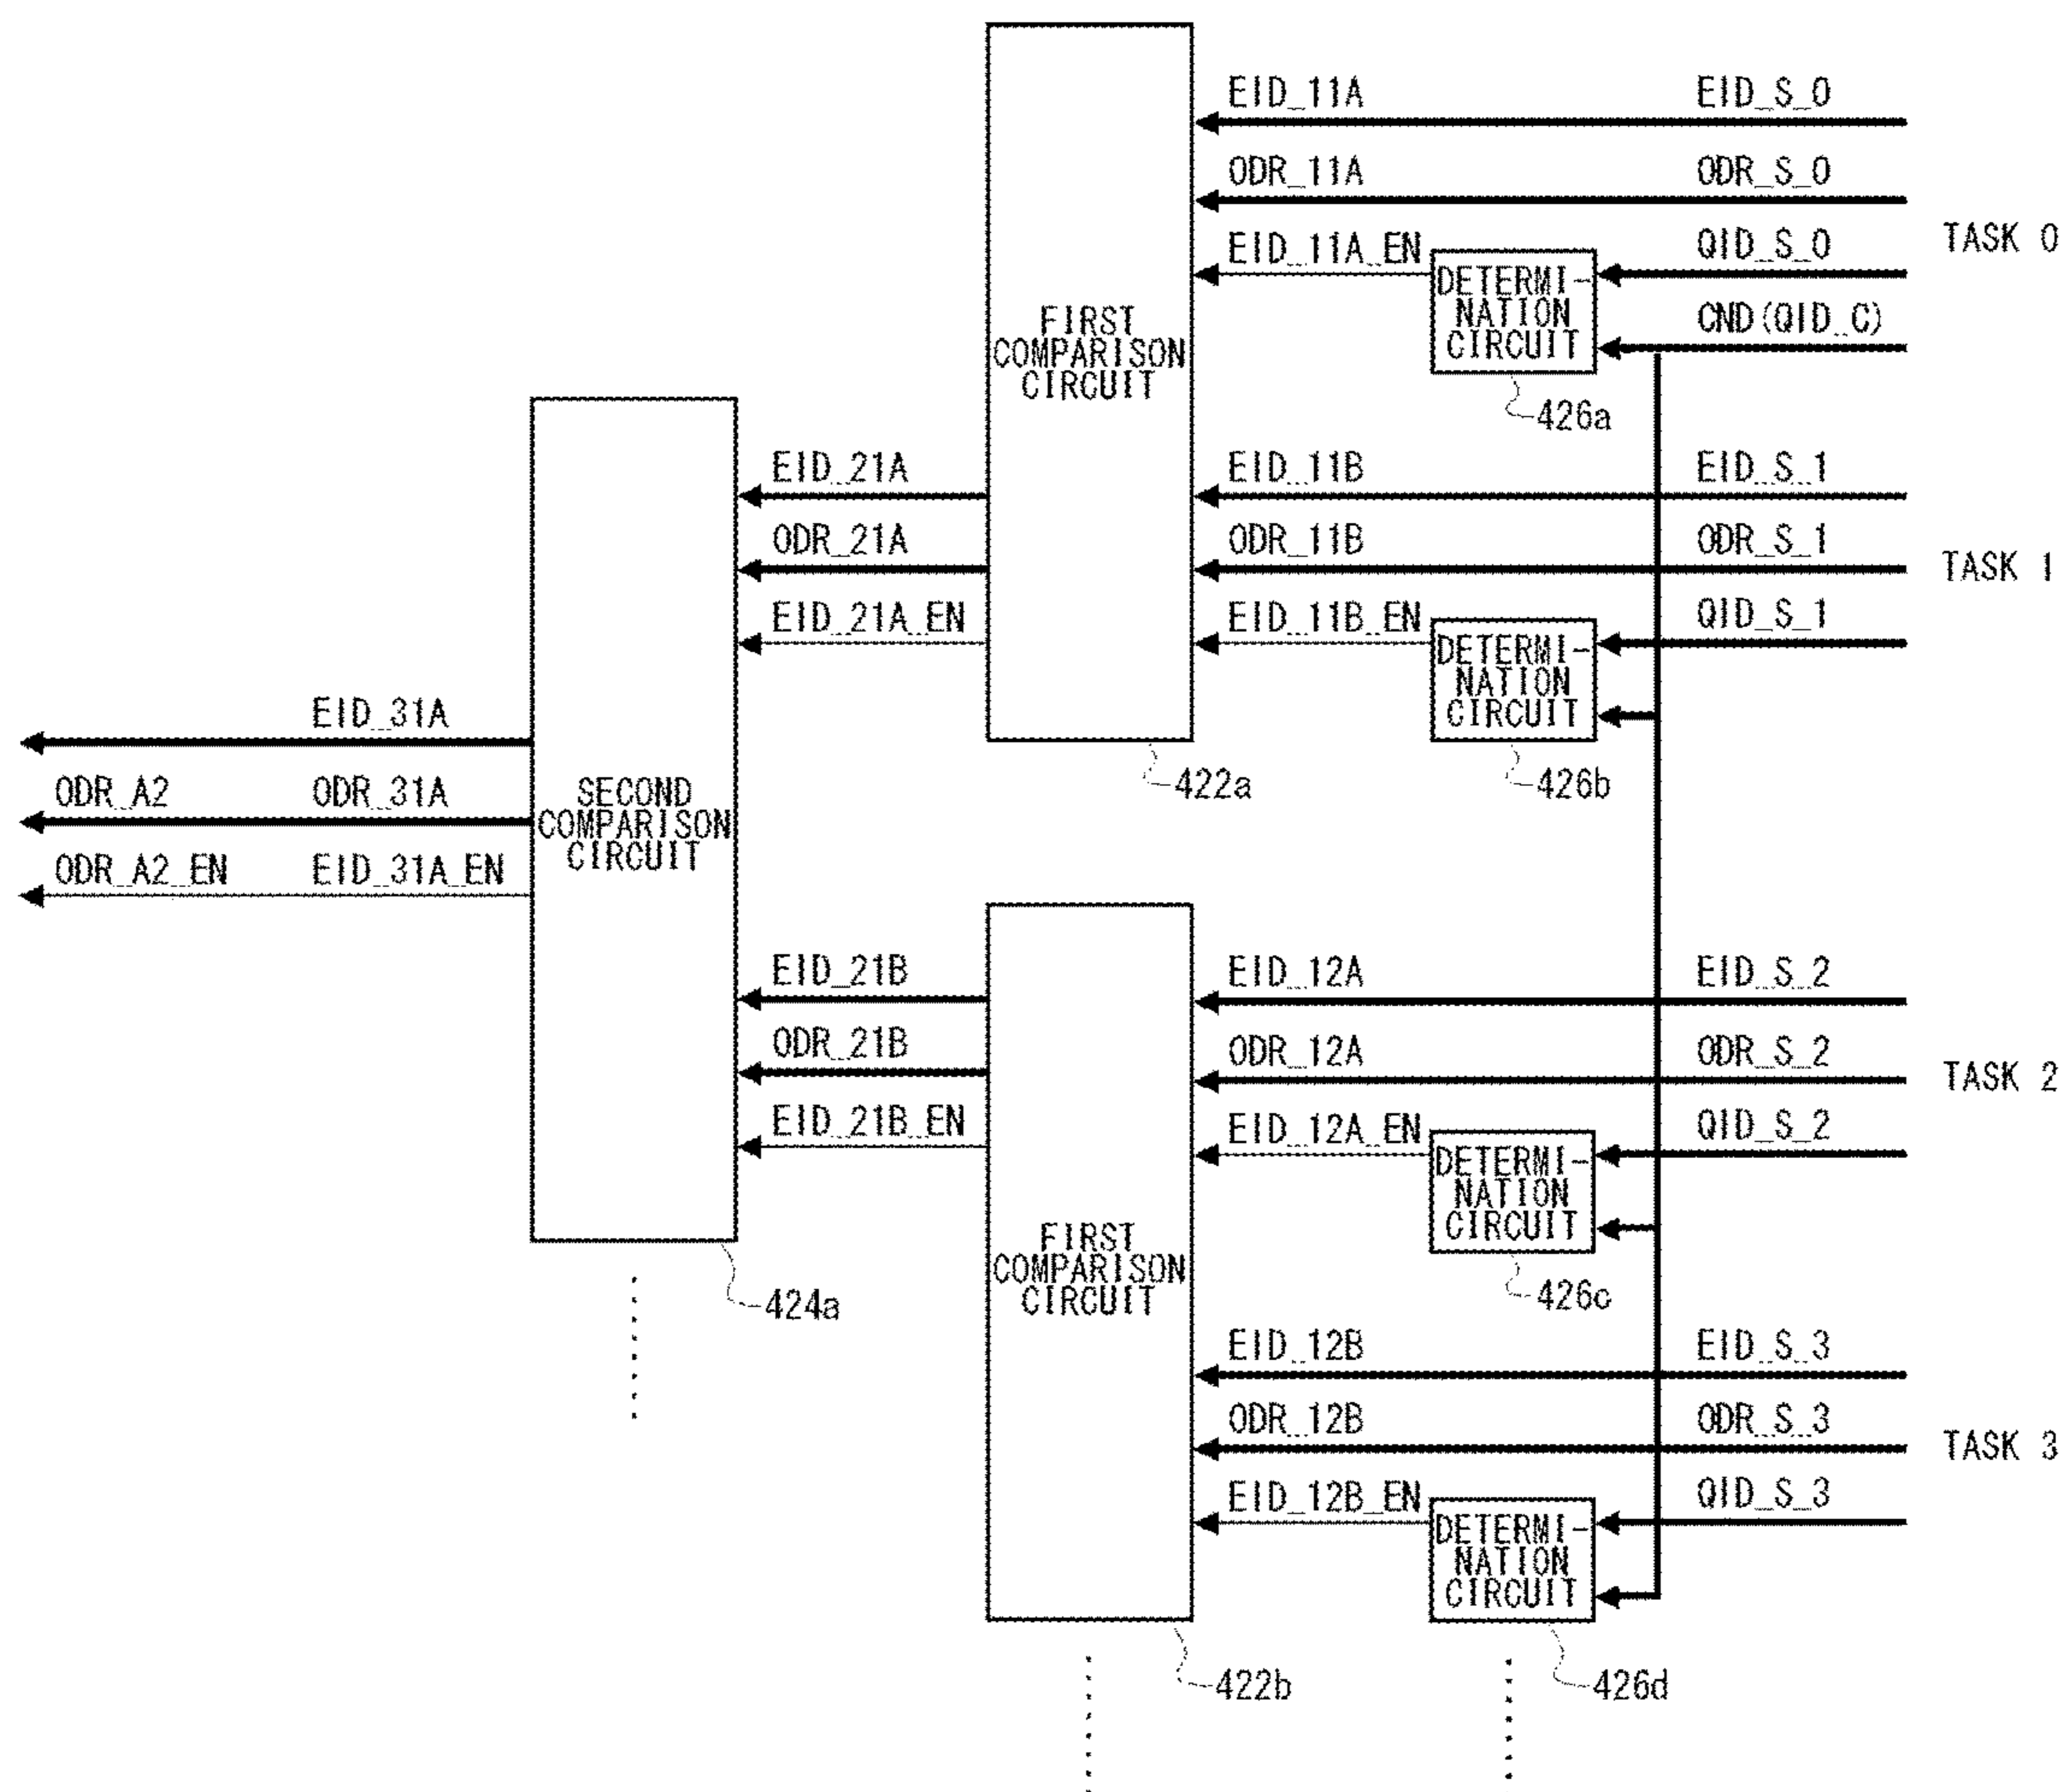 EID_11A EID_S_0
ODR_11A ODR_S_0
TASK 0
EID_11A_EN QID_S_0
DETERMI-
NATION
CIRCUIT
CND(QID_C)
FIRST
COMPARISON
CIRCUIT
426a
EID_21A EID_11B EID_S_1
ODR_21A ODR_11B ODR_S_1
TASK 1
EID_21A_EN EID_11B_EN QID_S_1
DETERMI-
NATION
CIRCUIT
EID_31A
422a 426b
ODR_A2 ODR_31A
SECOND
COMPARISON
CIRCUIT
ODR_A2_EN EID_31A_EN
EID_21B EID_12A EID_S_2
ODR_21B ODR_12A ODR_S_2
TASK 2
EID_21B_EN EID_12A_EN QID_S_2
DETERMI-
NATION
CIRCUIT
FIRST
COMPARISON
CIRCUIT
424a 426c
EID_12B EID_S_3
ODR_12B ODR_S_3
TASK 3
EID_12B_EN QID_S_3
DETERMI-
NATION
CIRCUIT
422b 426d